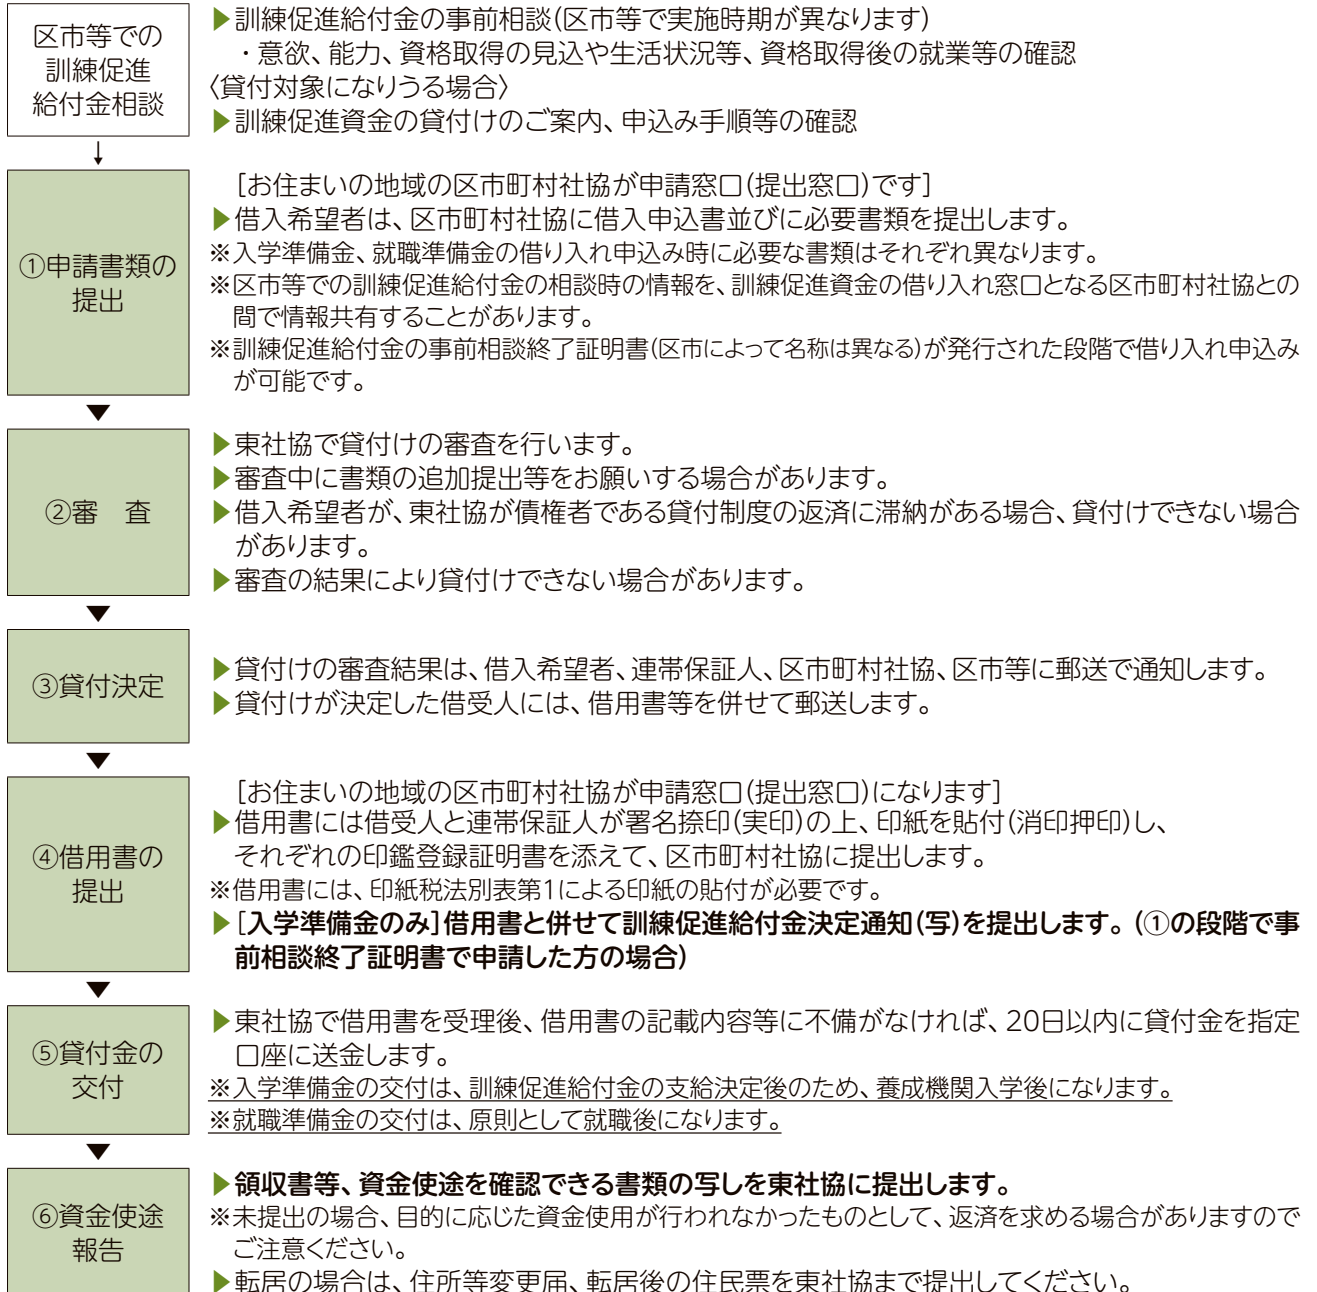 区市等での
訓練促進
給付金相談
▶訓練促進給付金の事前相談(区市等で実施時期が異なります)
・意欲、能力、資格取得の見込や生活状況等、資格取得後の就業等の確認
〈貸付対象になりうる場合〉
▶訓練促進資金の貸付けのご案内、申込み手順等の確認
↓
①申請書類の
提出
[お住まいの地域の区市町村社協が申請窓口(提出窓口)です]
▶借入希望者は、区市町村社協に借入申込書並びに必要書類を提出します。
※入学準備金、就職準備金の借り入れ申込み時に必要な書類はそれぞれ異なります。
※区市等での訓練促進給付金の相談時の情報を、訓練促進資金の借り入れ窓口となる区市町村社協との
間で情報共有することがあります。
※訓練促進給付金の事前相談終了証明書(区市によって名称は異なる)が発行された段階で借り入れ申込み
が可能です。
▼
②審　査
▶東社協で貸付けの審査を行います。
▶審査中に書類の追加提出等をお願いする場合があります。
▶借入希望者が、東社協が債権者である貸付制度の返済に滞納がある場合、貸付けできない場合
があります。
▶審査の結果により貸付けできない場合があります。
▼
③貸付決定
▶貸付けの審査結果は、借入希望者、連帯保証人、区市町村社協、区市等に郵送で通知します。
▶貸付けが決定した借受人には、借用書等を併せて郵送します。
▼
④借用書の
提出
[お住まいの地域の区市町村社協が申請窓口(提出窓口)になります]
▶借用書には借受人と連帯保証人が署名捺印(実印)の上、印紙を貼付(消印押印)し、
それぞれの印鑑登録証明書を添えて、区市町村社協に提出します。
※借用書には、印紙税法別表第1による印紙の貼付が必要です。
▶[入学準備金のみ]借用書と併せて訓練促進給付金決定通知(写)を提出します。(①の段階で事
前相談終了証明書で申請した方の場合)
▼
⑤貸付金の
交付
▶東社協で借用書を受理後、借用書の記載内容等に不備がなければ、20日以内に貸付金を指定
口座に送金します。
※入学準備金の交付は、訓練促進給付金の支給決定後のため、養成機関入学後になります。
※就職準備金の交付は、原則として就職後になります。
▼
⑥資金使途
報告
▶領収書等、資金使途を確認できる書類の写しを東社協に提出します。
※未提出の場合、目的に応じた資金使用が行われなかったものとして、返済を求める場合がありますので
ご注意ください。
▶転居の場合は、住所等変更届、転居後の住民票を東社協まで提出してください。